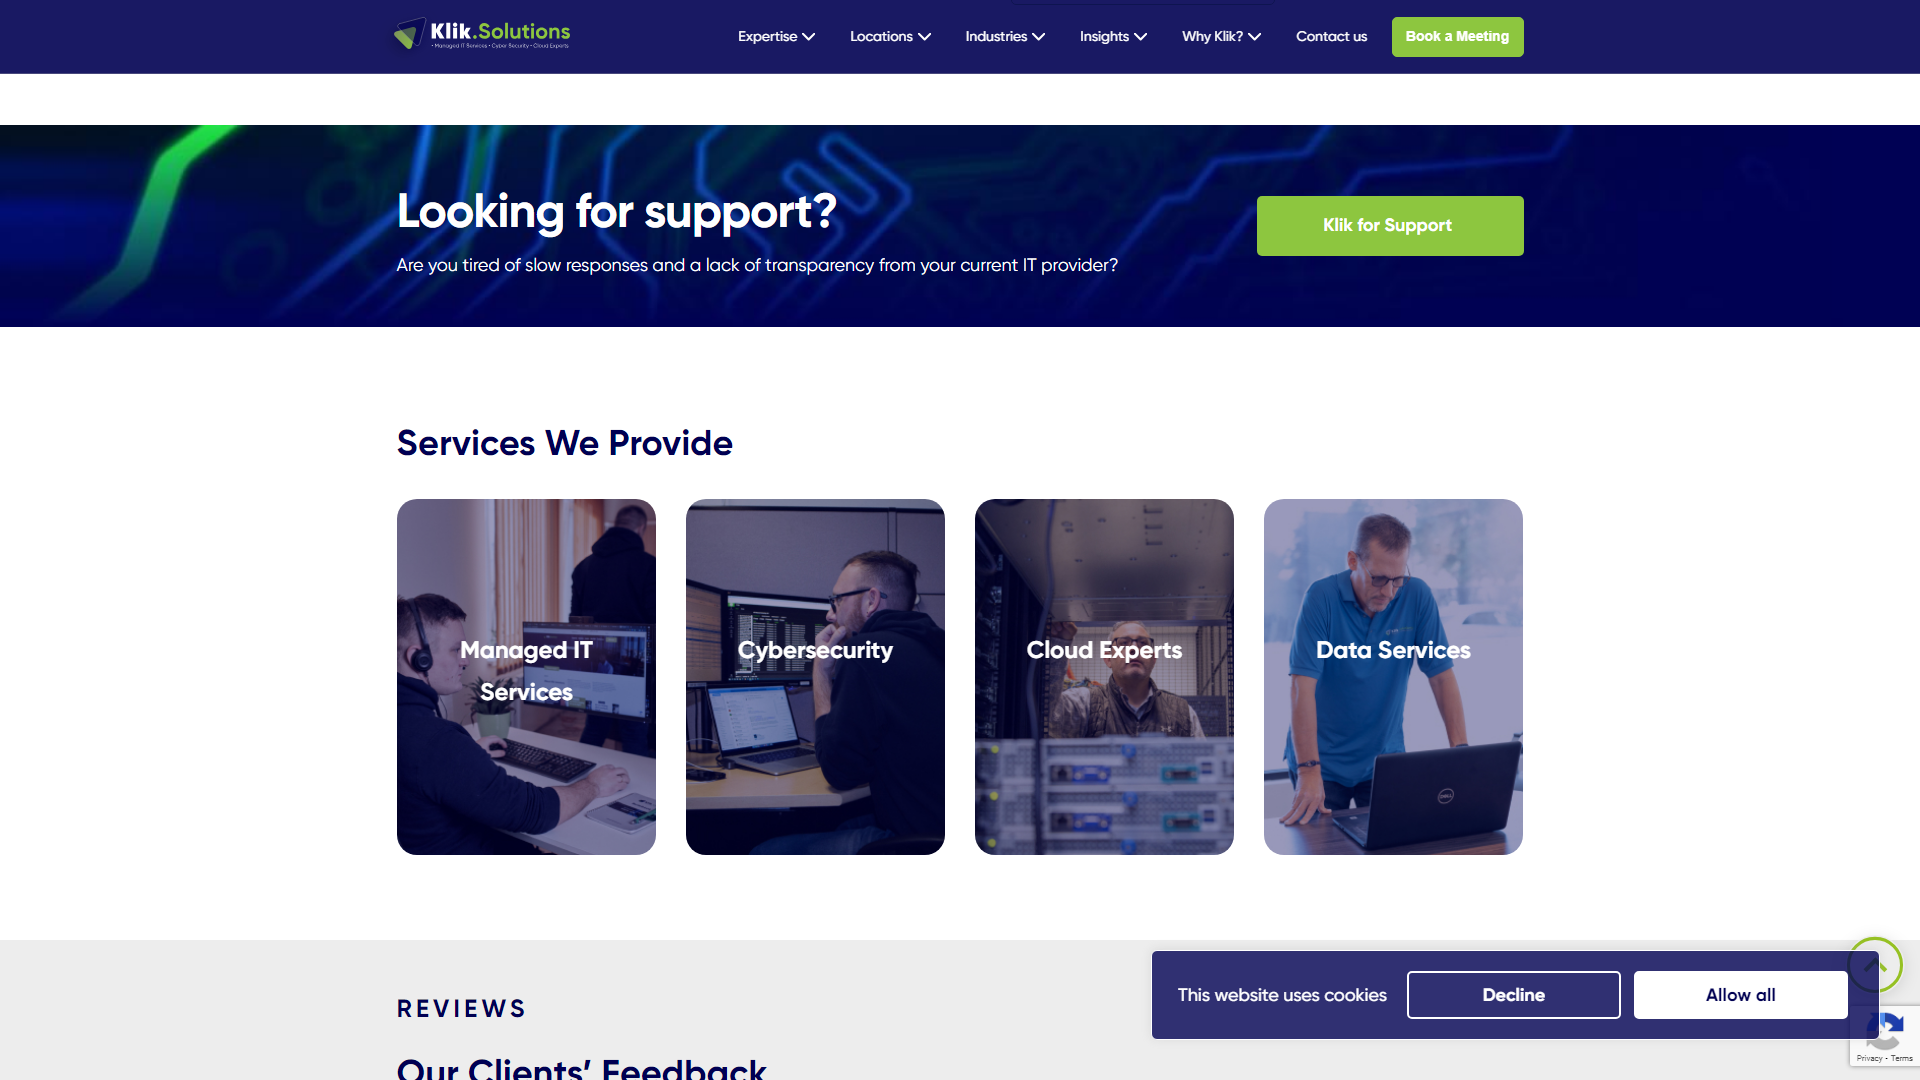 Klik.Solutions
• Managed IT Services • Cyber Security • Cloud Experts
Expertise
Locations
Industries
Insights
Why Klik?
Contact us
Book a Meeting
Looking for support?
Are you tired of slow responses and a lack of transparency from your current IT provider?
Klik for Support
Services We Provide
Managed IT
Services
Cybersecurity
Cloud Experts
Data Services
DELL
REVIEWS
Our Clients’ Feedback
This website uses cookies
Decline
Allow all
Privacy - Terms